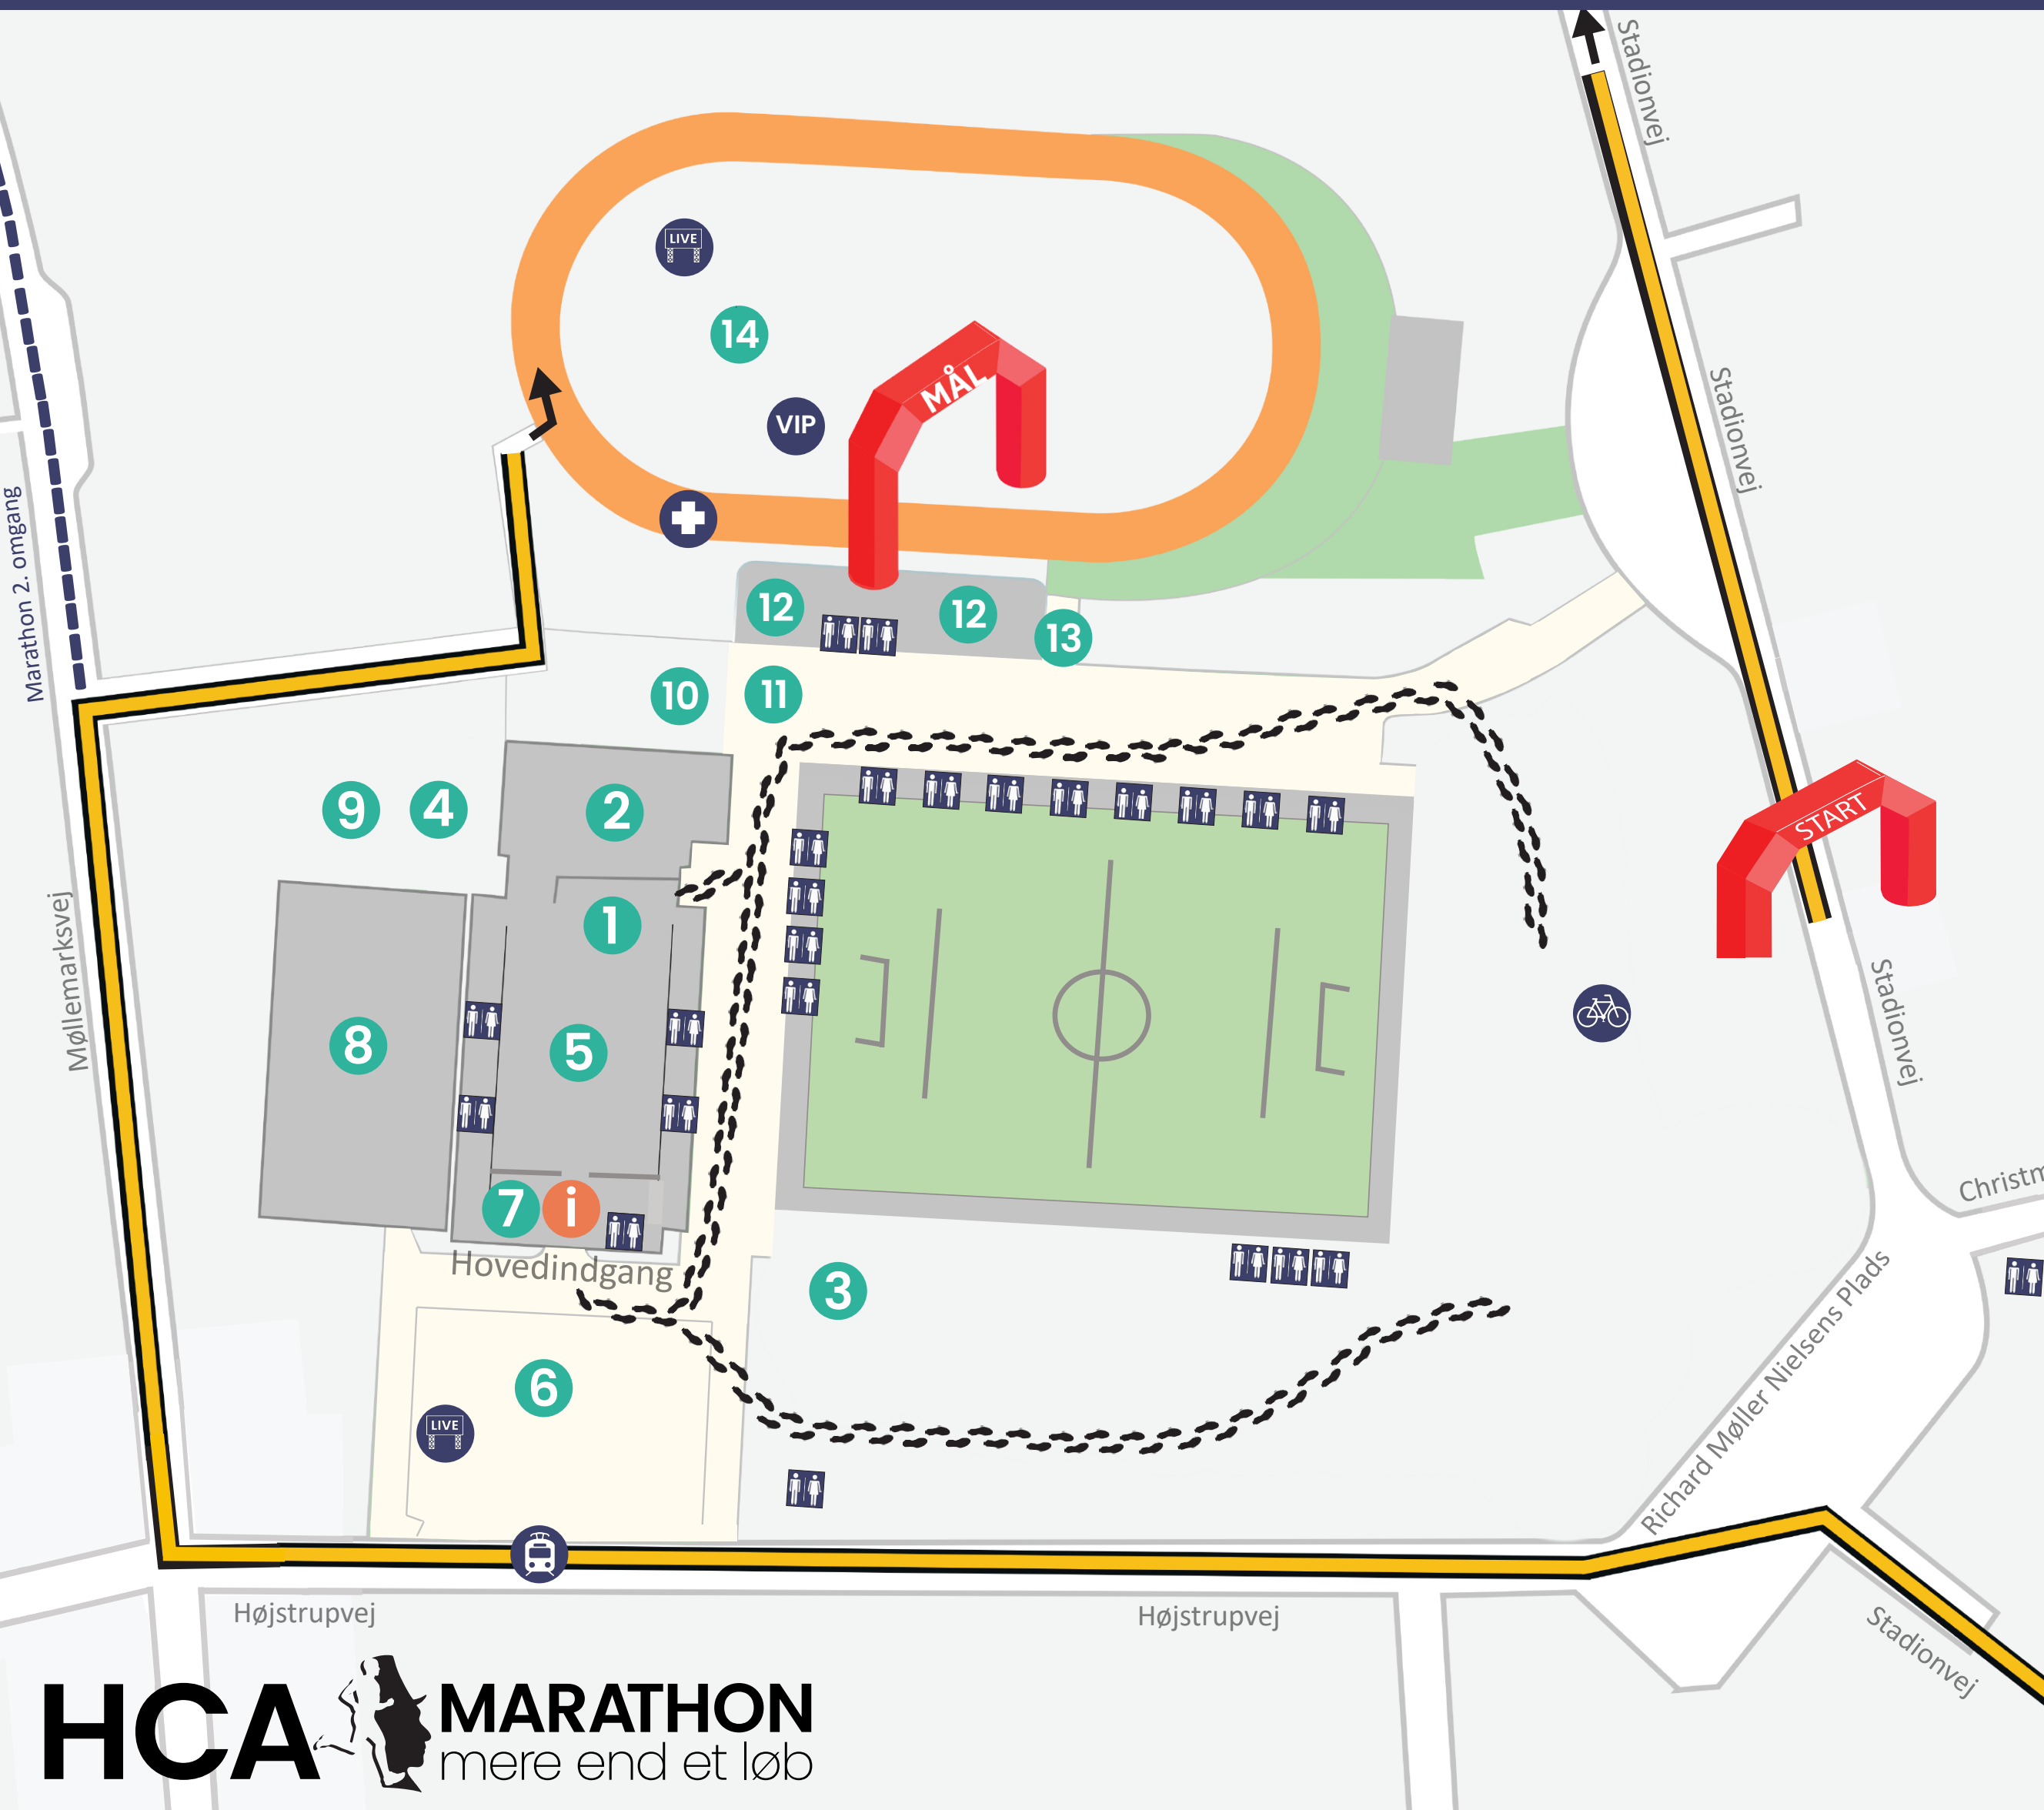 Stadionvej
LIVE
14
MÅL
VIP
Stadionvej
Marathon 2. omgang
12
12
13
10
11
9
4
2
START
1
Møllemarksvej
8
5
Stadionvej
7
i
Hovedindgang
3
Christm
6
LIVE
Richard Møller Nielsens Plads
Højstrupvej
Højstrupvej
Stadionvej
HCA MARATHON
mere end et løb